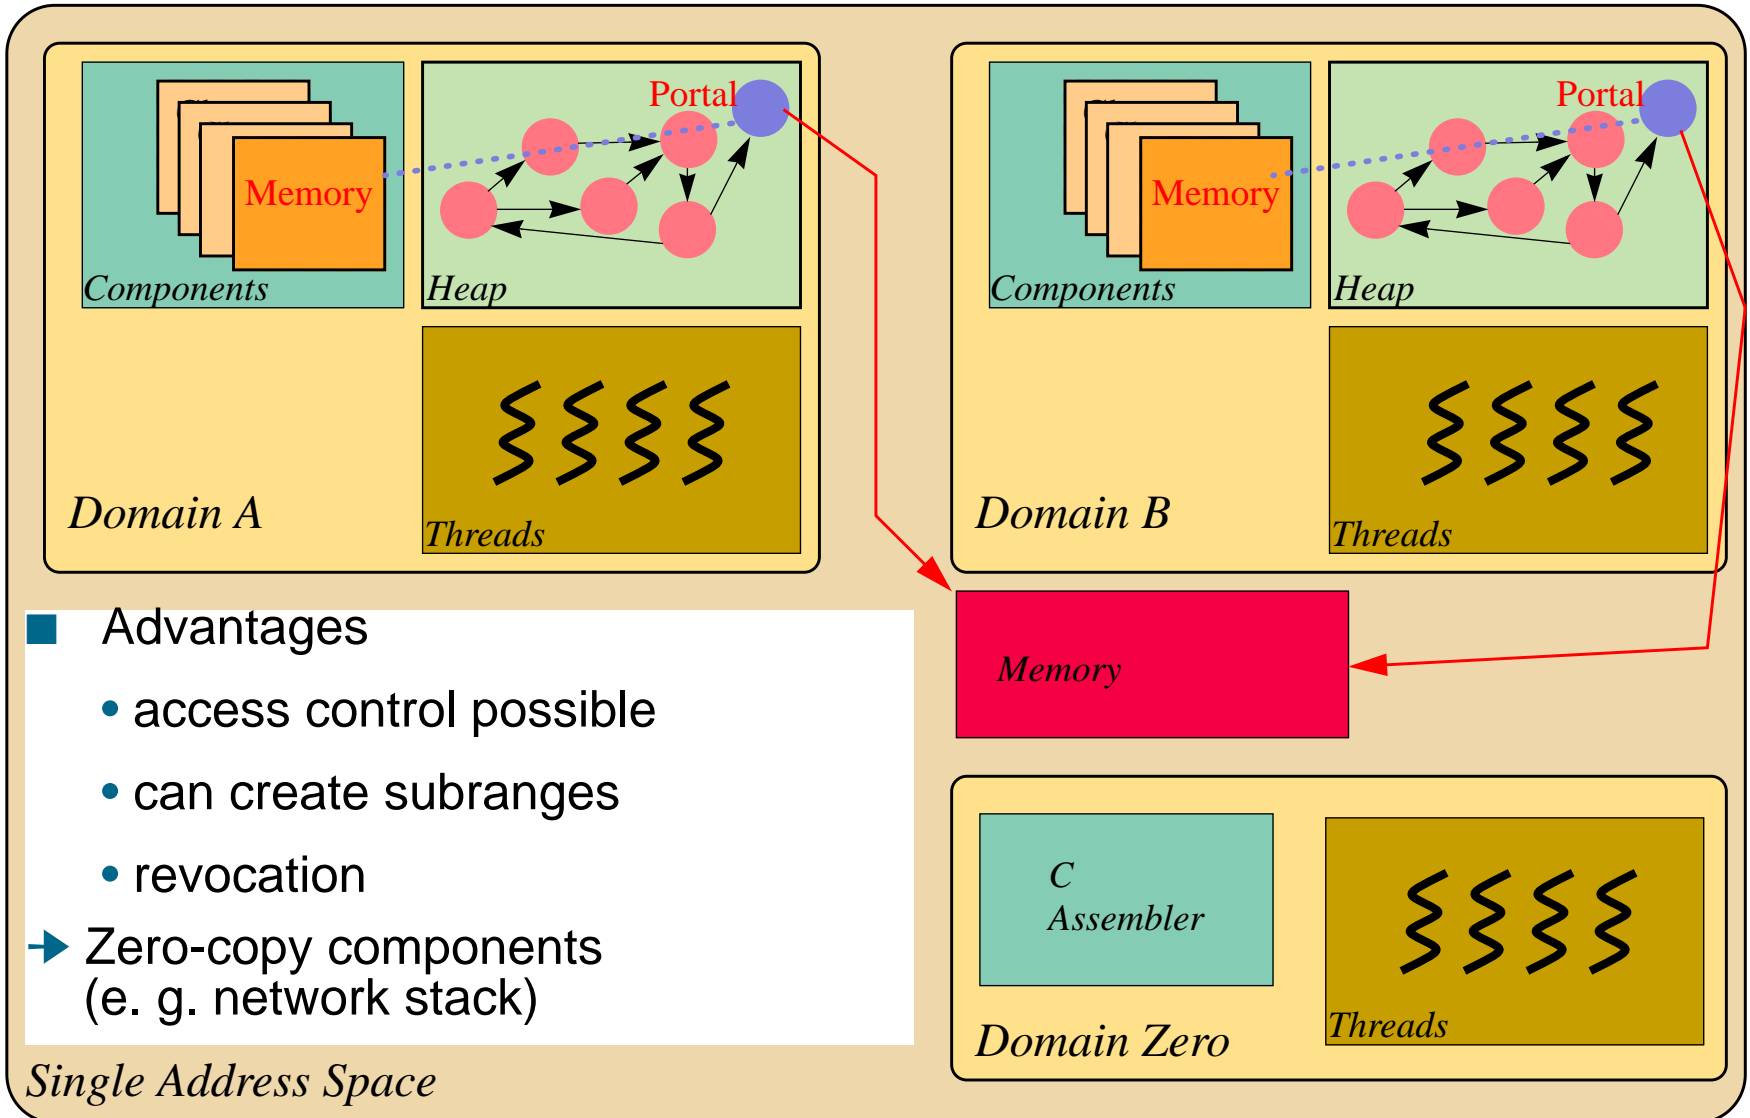 Portal
Memory
Components
Heap
Domain A
Threads
Portal
Memory
Components
Heap
Domain B
Threads
Memory
■ Advantages
• access control possible
• can create subranges
• revocation
Zero-copy components
(e. g. network stack)
C
Assembler
Domain Zero
Threads
Single Address Space